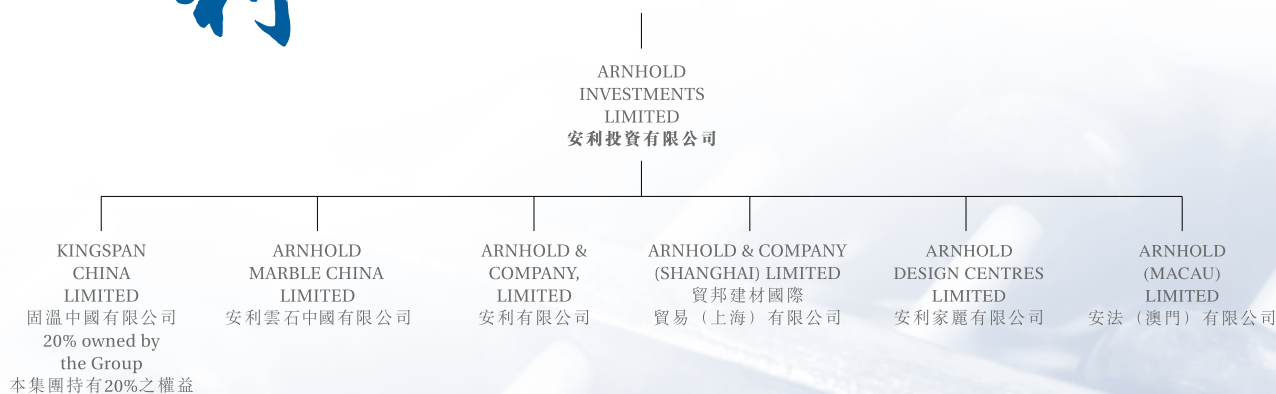 利
ARNHOLD
INVESTMENTS
LIMITED
安利投資有限公司
KINGSPAN
CHINA
LIMITED
固溫中國有限公司
20% owned by
the Group
本集團持有20%之權益
ARNHOLD
MARBLE CHINA
LIMITED
安利雲石中國有限公司
ARNHOLD &
COMPANY,
LIMITED
安利有限公司
ARNHOLD & COMPANY
(SHANGHAI) LIMITED
貿邦建材國際
貿易（上海）有限公司
ARNHOLD
DESIGN CENTRES
LIMITED
安利家麗有限公司
ARNHOLD
(MACAU)
LIMITED
安法（澳門）有限公司